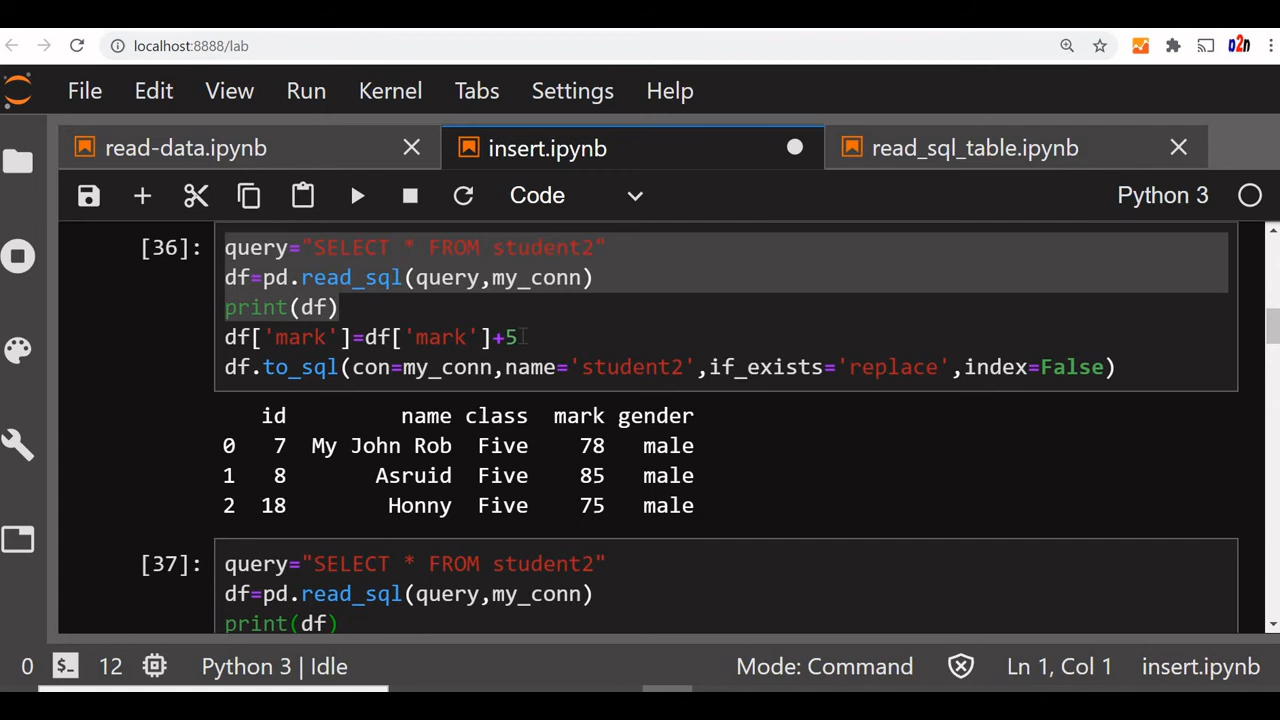 localhost:8888/lab
D2n
File Edit View Run Kernel Tabs Settings Help
read-data.ipynb insert.ipynb read_sql_table.ipynb
Code Python 3
[36]: query="SELECT * FROM student2"
df=pd.read_sql(query,my_conn)
print(df)
df['mark']=df['mark']+5
df.to_sql(con=my_conn,name='student2',if_exists='replace',index=False)
id name class mark gender
0 7 My John Rob Five 78 male
1 8 Asruid Five 85 male
2 18 Honny Five 75 male
[37]: query="SELECT * FROM student2"
df=pd.read_sql(query,my_conn)
print(df)
0 $_ 12 Python 3 | Idle Mode: Command Ln 1, Col 1 insert.ipynb